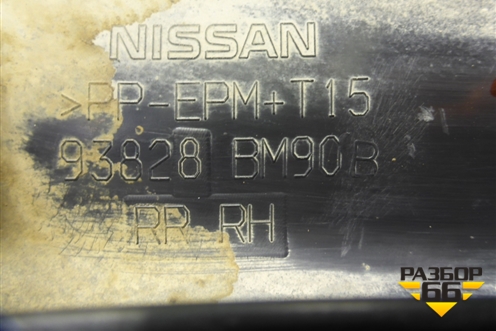 NISSAN
>PP-EPM+T15
93828 BM90B
RR RH
РАЗБОР
66